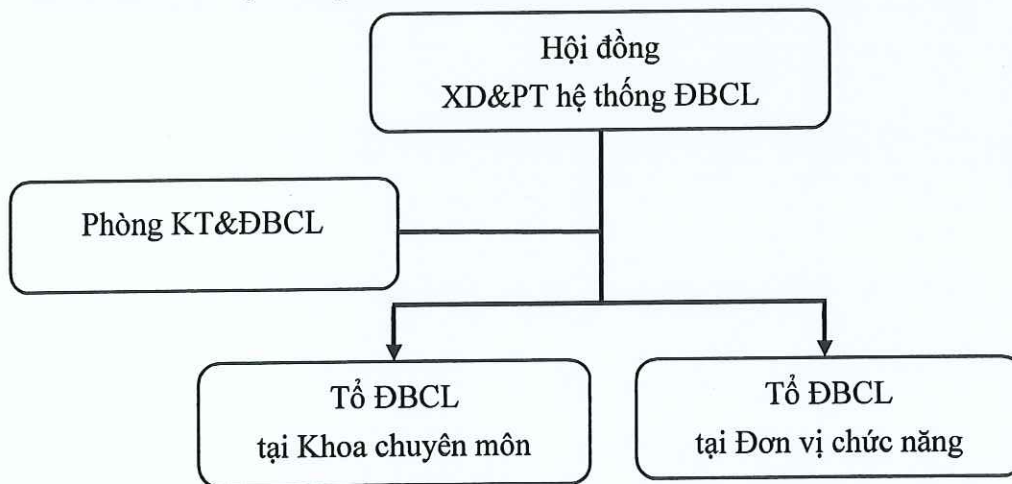 Hội đồng
XD&PT hệ thống ĐBCL
Phòng KT&ĐBCL
Tổ ĐBCL
tại Khoa chuyên môn
Tổ ĐBCL
tại Đơn vị chức năng